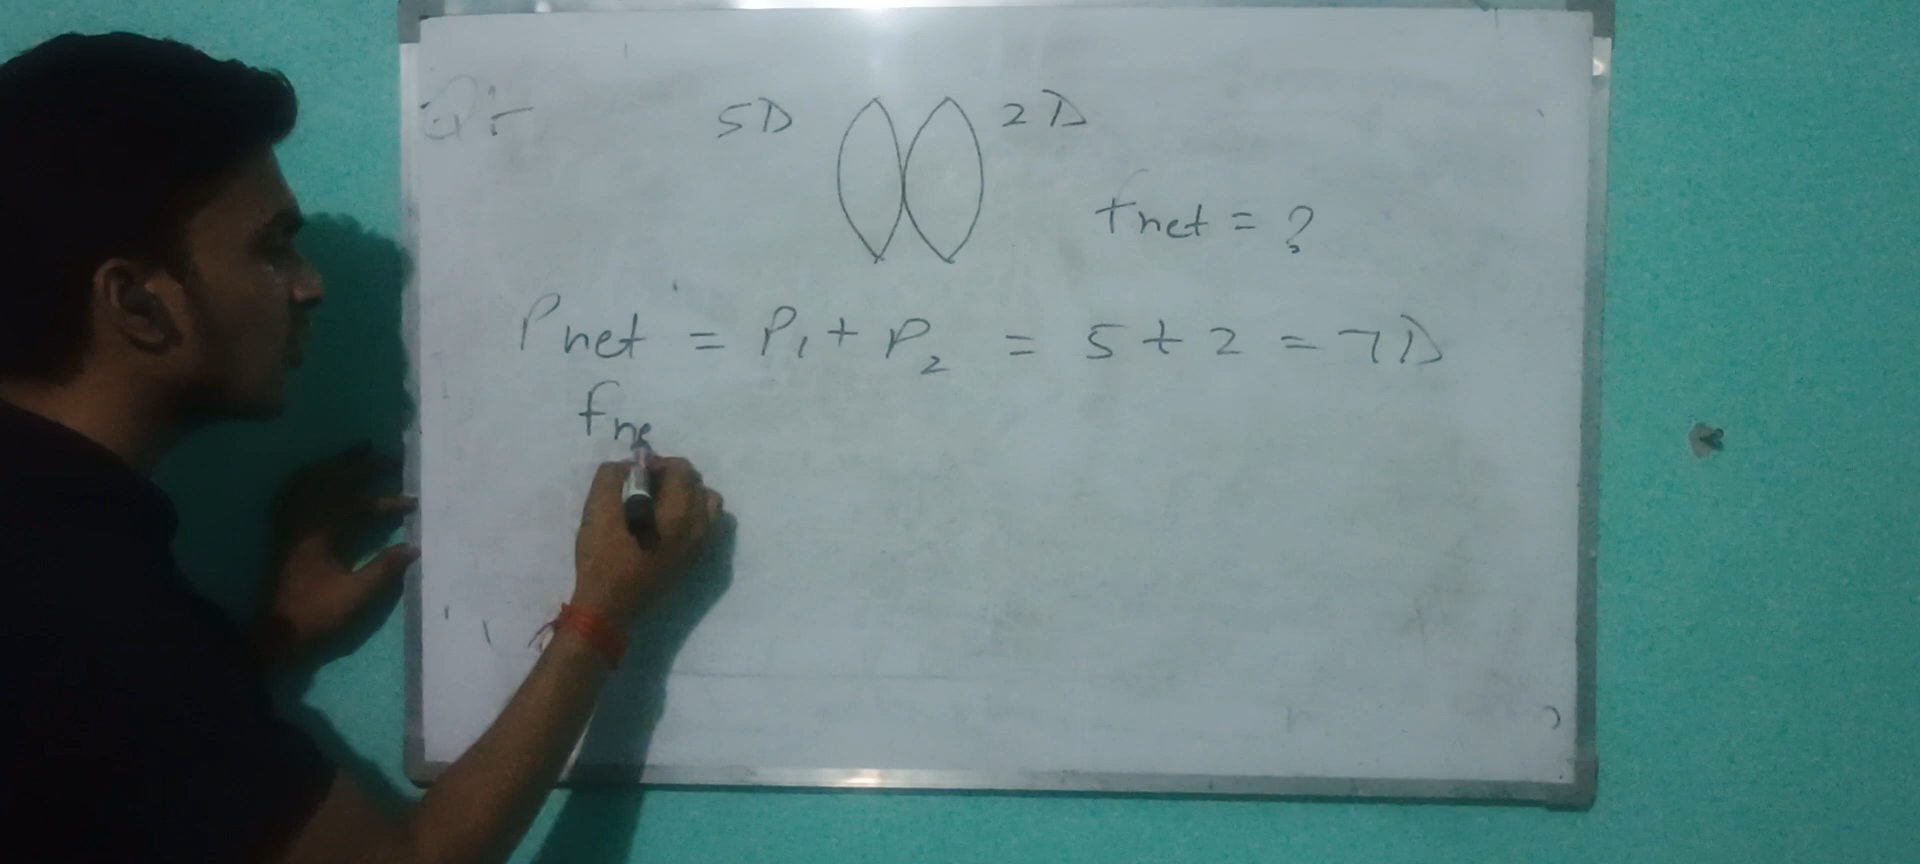 Q:-
5D 2D
fnet = ?
Pnet = P₁ + P₂ = 5 + 2 = 7D
fne